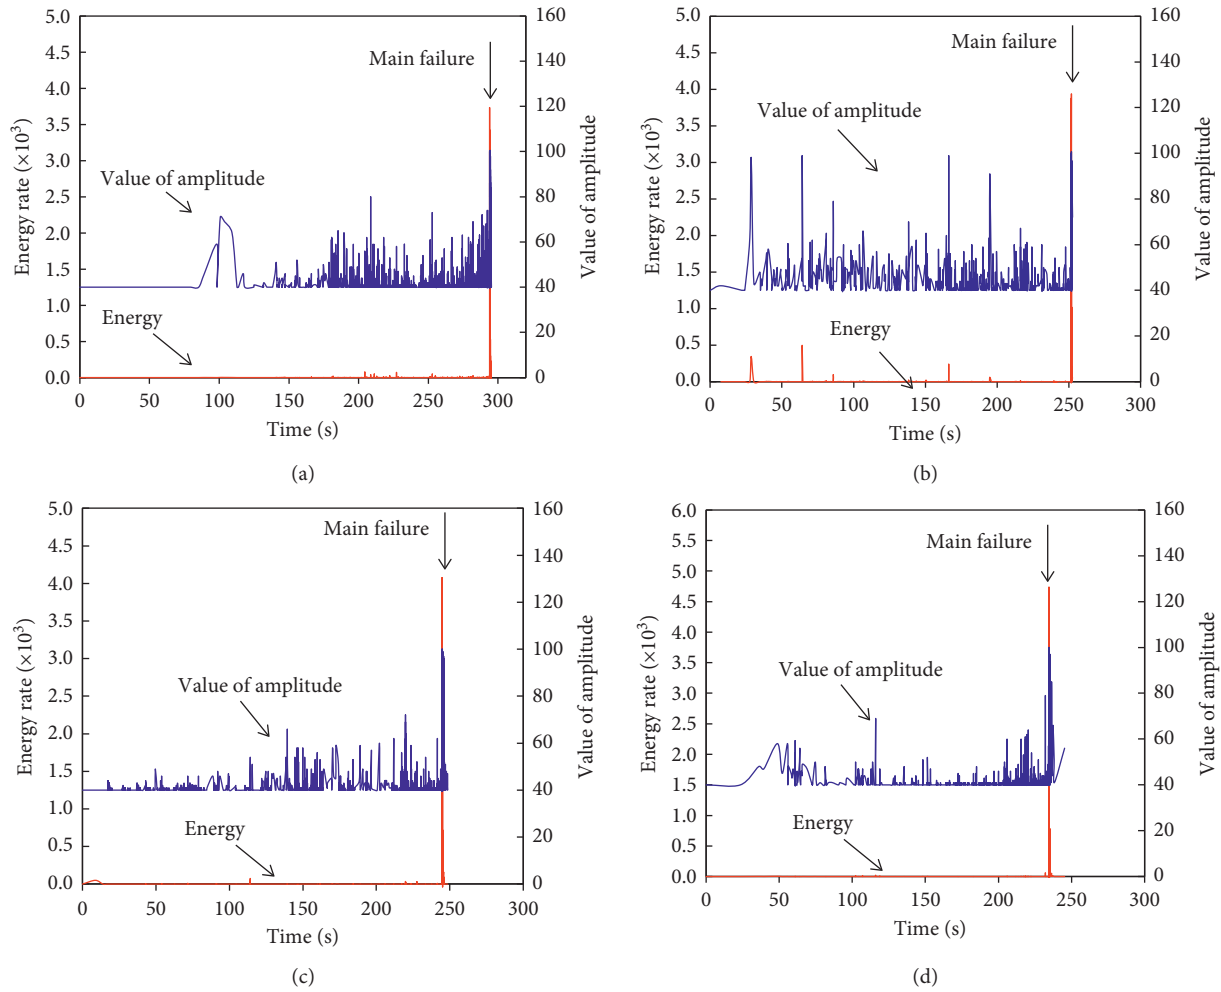 5.0
4.5
4.0
3.5
3.0
2.5
2.0
1.5
1.0
0.5
0.0
Energy rate (×10³)
160
140
120
100
80
60
40
20
0
Value of amplitude
Main failure
Value of amplitude
Energy
0 50 100 150 200 250 300
Time (s)
(a)
5.0
4.5
4.0
3.5
3.0
2.5
2.0
1.5
1.0
0.5
0.0
Energy rate (×10³)
160
140
120
100
80
60
40
20
0
Value of amplitude
Main failure
Value of amplitude
Energy
0 50 100 150 200 250 300
Time (s)
(b)
5.0
4.5
4.0
3.5
3.0
2.5
2.0
1.5
1.0
0.5
0.0
Energy rate (×10³)
160
140
120
100
80
60
40
20
0
Value of amplitude
Main failure
Value of amplitude
Energy
0 50 100 150 200 250 300
Time (s)
(c)
6.0
5.5
5.0
4.5
4.0
3.5
3.0
2.5
2.0
1.5
1.0
0.5
0.0
Energy rate (×10³)
160
140
120
100
80
60
40
20
0
Value of amplitude
Main failure
Value of amplitude
Energy
0 50 100 150 200 250 300
Time (s)
(d)